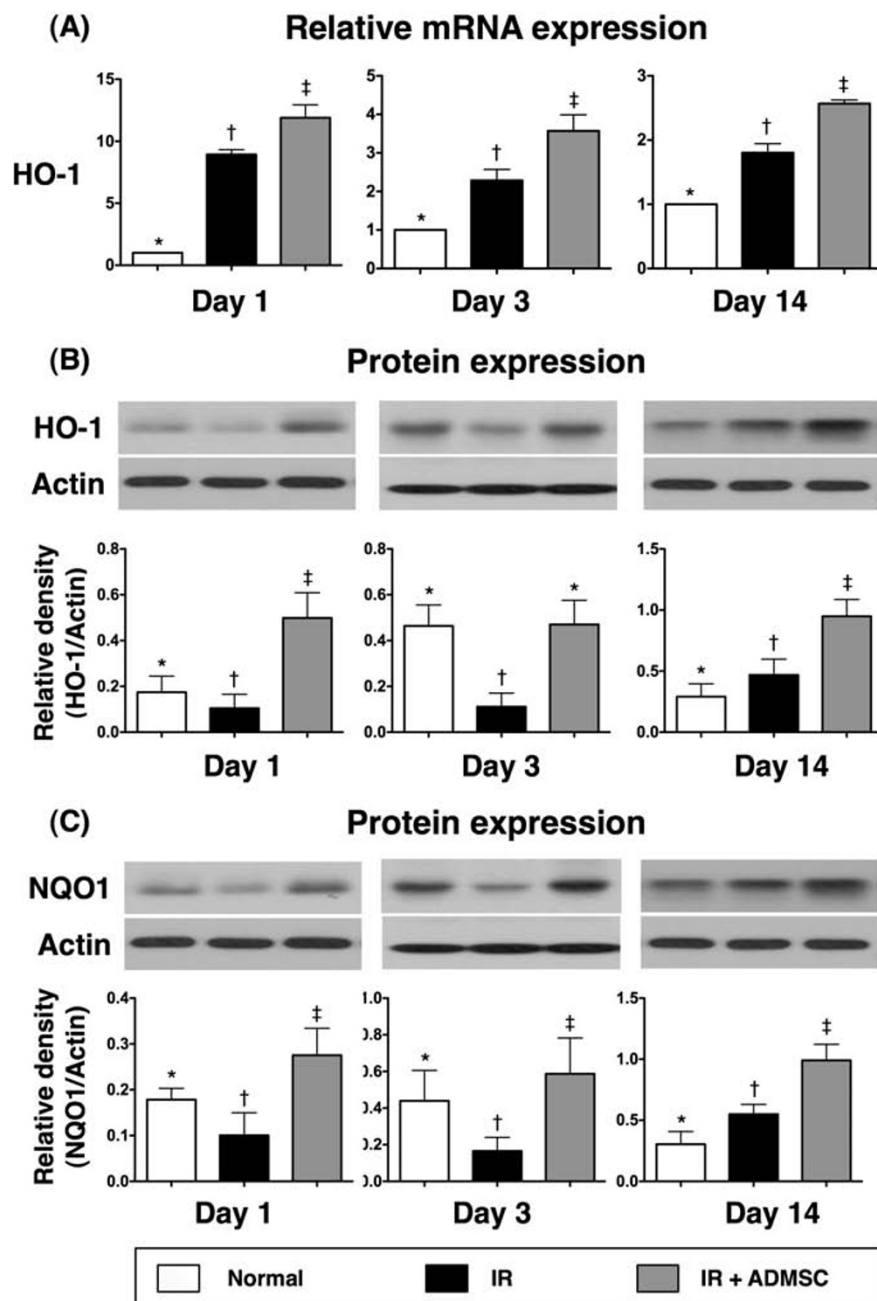 (A) Relative mRNA expression
HO-1
15
10
5
0
*
†
‡
Day 1
5
4
3
2
1
0
*
†
‡
Day 3
3
2
1
0
*
†
‡
Day 14
(B) Protein expression
HO-1
Actin
Relative density
(HO-1/Actin)
0.8
0.6
0.4
0.2
0.0
*
†
‡
Day 1
0.8
0.6
0.4
0.2
0.0
*
†
*
Day 3
1.5
1.0
0.5
0.0
*
†
‡
Day 14
(C) Protein expression
NQO1
Actin
Relative density
(NQO1/Actin)
0.4
0.3
0.2
0.1
0.0
*
†
‡
Day 1
*
†
‡
Day 3
1.5
1.0
0.5
0.0
*
†
‡
Day 14
Normal IR IR + ADMSC